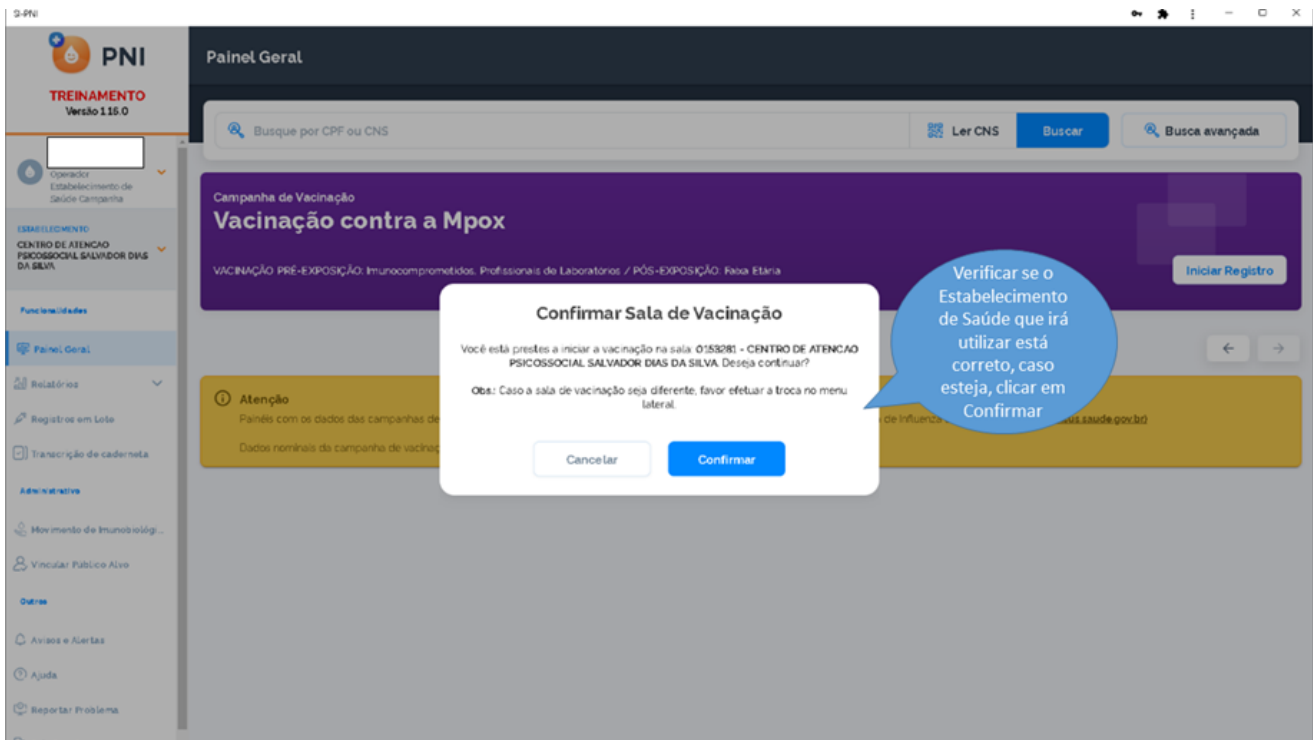 SI-PNI
PNI
TREINAMENTO
Versão 1.15.0
Operador
Estabelecimento de
Saúde Campanha
ESTABELECIMENTO
CENTRO DE ATENCAO
PSICOSSOCIAL SALVADOR DIAS
DA SILVA
Funcionalidades
Painel Geral
Relatórios
Registros em Lote
Transcrição de caderneta
Administrativo
Movimento de Imunobiológi...
Vincular Público Alvo
Outros
Avisos e Alertas
Ajuda
Reportar Problema
Painel Geral
Busque por CPF ou CNS
Ler CNS
Buscar
Busca avançada
Campanha de Vacinação
Vacinação contra a Mpox
VACINAÇÃO PRÉ-EXPOSIÇÃO: Imunocomprometidos, Profissionais de Laboratórios / PÓS-EXPOSIÇÃO: Faixa Etária
Iniciar Registro
Confirmar Sala de Vacinação
Você está prestes a iniciar a vacinação na sala: 0153281 - CENTRO DE ATENCAO
PSICOSSOCIAL SALVADOR DIAS DA SILVA. Deseja continuar?
Obs.: Caso a sala de vacinação seja diferente, favor efetuar a troca no menu
lateral.
Cancelar
Confirmar
Verificar se o
Estabelecimento
de Saúde que irá
utilizar está
correto, caso
esteja, clicar em
Confirmar
Atenção
Painéis com os dados das campanhas de
de Influenza
saude.gov.br)
Dados nominais da campanha de vacinaç